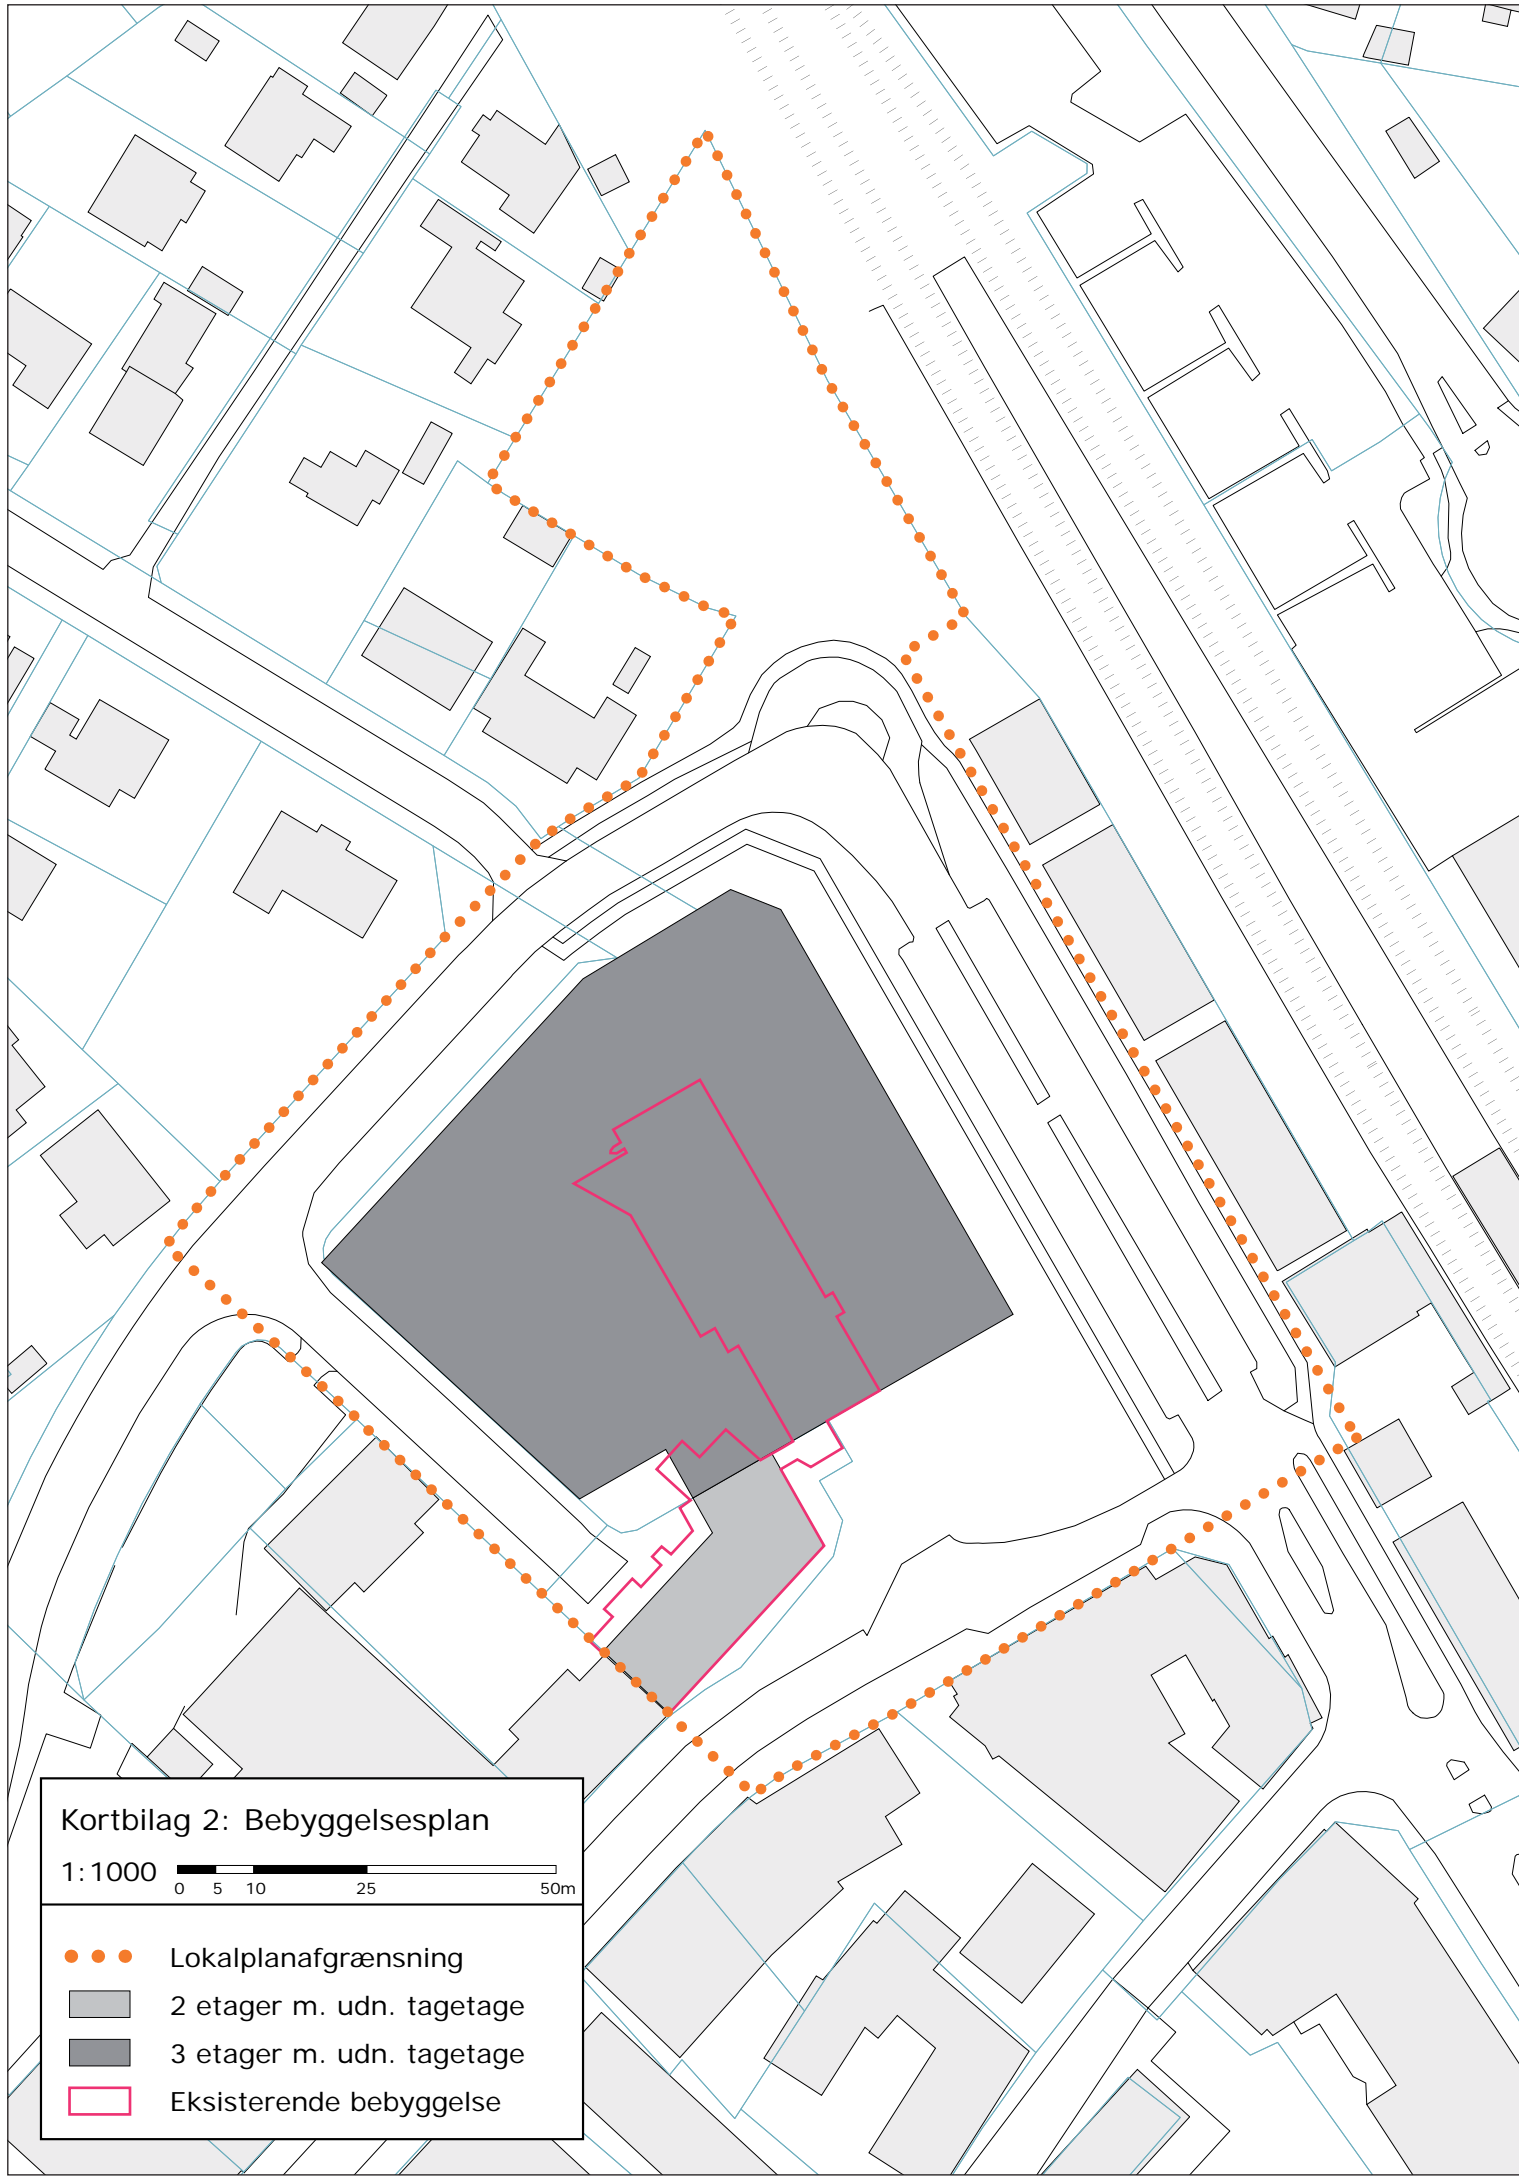 Kortbilag 2: Bebyggelsesplan
1:1000
0 5 10 25 50m
Lokalplanafgrænsning
2 etager m. udn. tagetage
3 etager m. udn. tagetage
Eksisterende bebyggelse